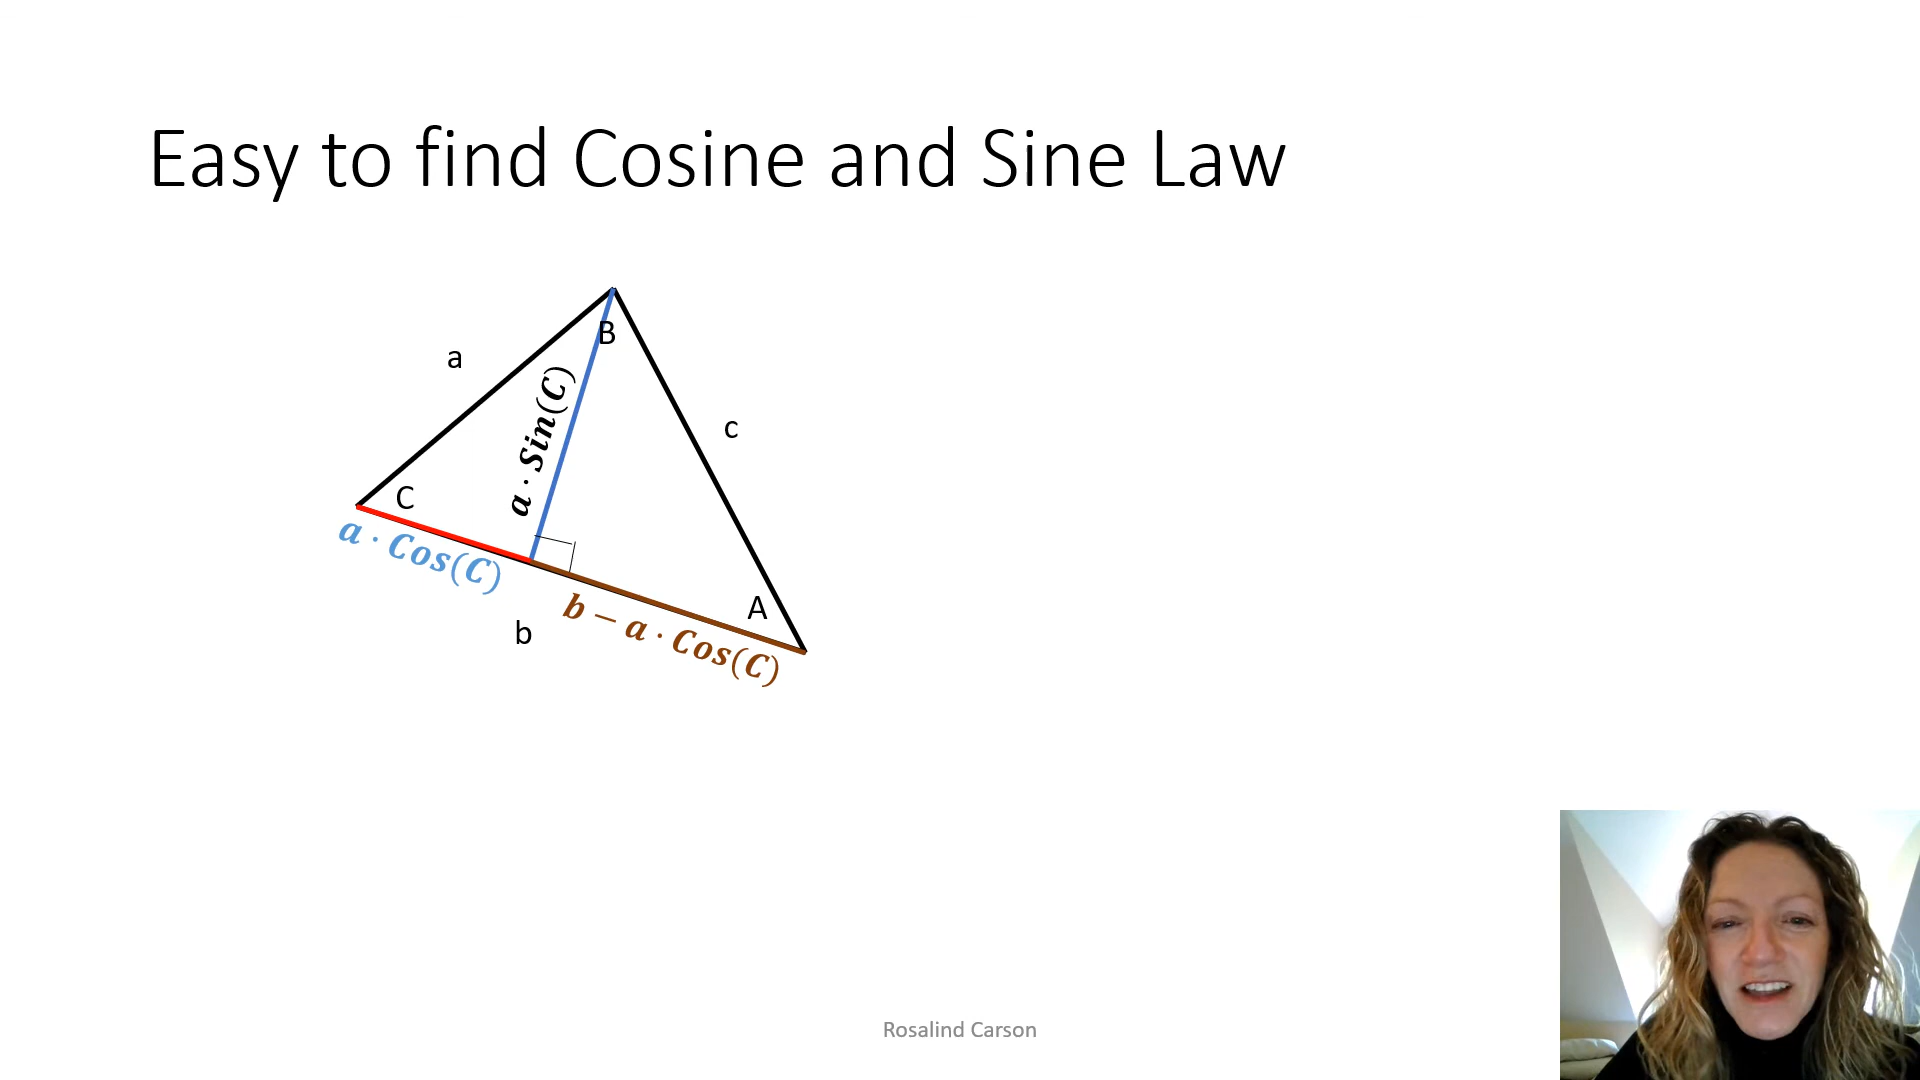 Easy to find Cosine and Sine Law
B
a
a · Sin(C)
c
C
a · Cos(C)
A
b − a · Cos(C)
b
Rosalind Carson